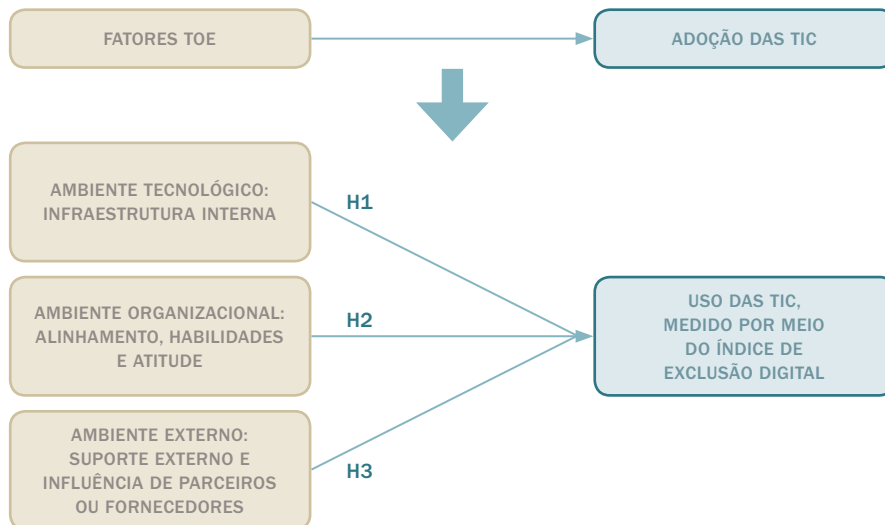 FATORES TOE
ADOÇÃO DAS TIC
AMBIENTE TECNOLÓGICO:
INFRAESTRUTURA INTERNA
H1
AMBIENTE ORGANIZACIONAL:
ALINHAMENTO, HABILIDADES
E ATITUDE
H2
USO DAS TIC,
MEDIDO POR MEIO
DO ÍNDICE DE
EXCLUSÃO DIGITAL
AMBIENTE EXTERNO:
SUPORTE EXTERNO E
INFLUÊNCIA DE PARCEIROS
OU FORNECEDORES
H3